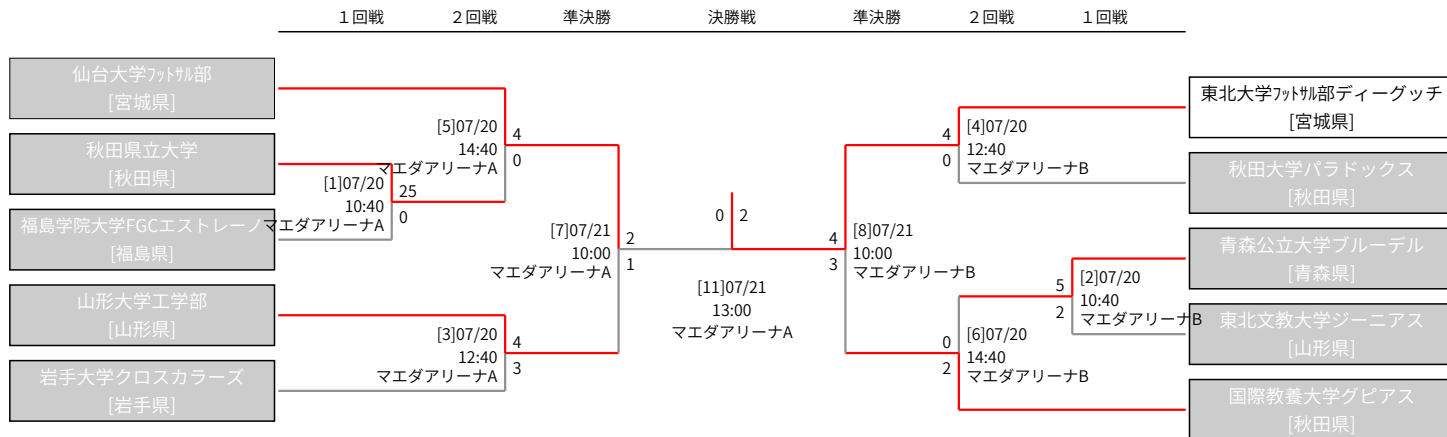 １回戦 ２回戦 準決勝 決勝戦 準決勝 ２回戦 １回戦
仙台大学ﾌｯﾄｻﾙ部
[宮城県]
秋田県立大学
[秋田県]
福島学院大学FGCエストレーノ
[福島県]
山形大学工学部
[山形県]
岩手大学クロスカラーズ
[岩手県]
[1]07/20
10:40
マエダアリーナA
25
0
[5]07/20
14:40
マエダアリーナA
4
0
[3]07/20
12:40
マエダアリーナA
4
3
[7]07/21
10:00
マエダアリーナA
2
1
0 2
[11]07/21
13:00
マエダアリーナA
4
3
[8]07/21
10:00
マエダアリーナB
4
0
[4]07/20
12:40
マエダアリーナB
0
2
[6]07/20
14:40
マエダアリーナB
5
2
[2]07/20
10:40
マエダアリーナB
東北大学ﾌｯﾄｻﾙ部ディーグッチ
[宮城県]
秋田大学パラドックス
[秋田県]
青森公立大学ブルーデル
[青森県]
東北文教大学ジーニアス
[山形県]
国際教養大学グピアス
[秋田県]